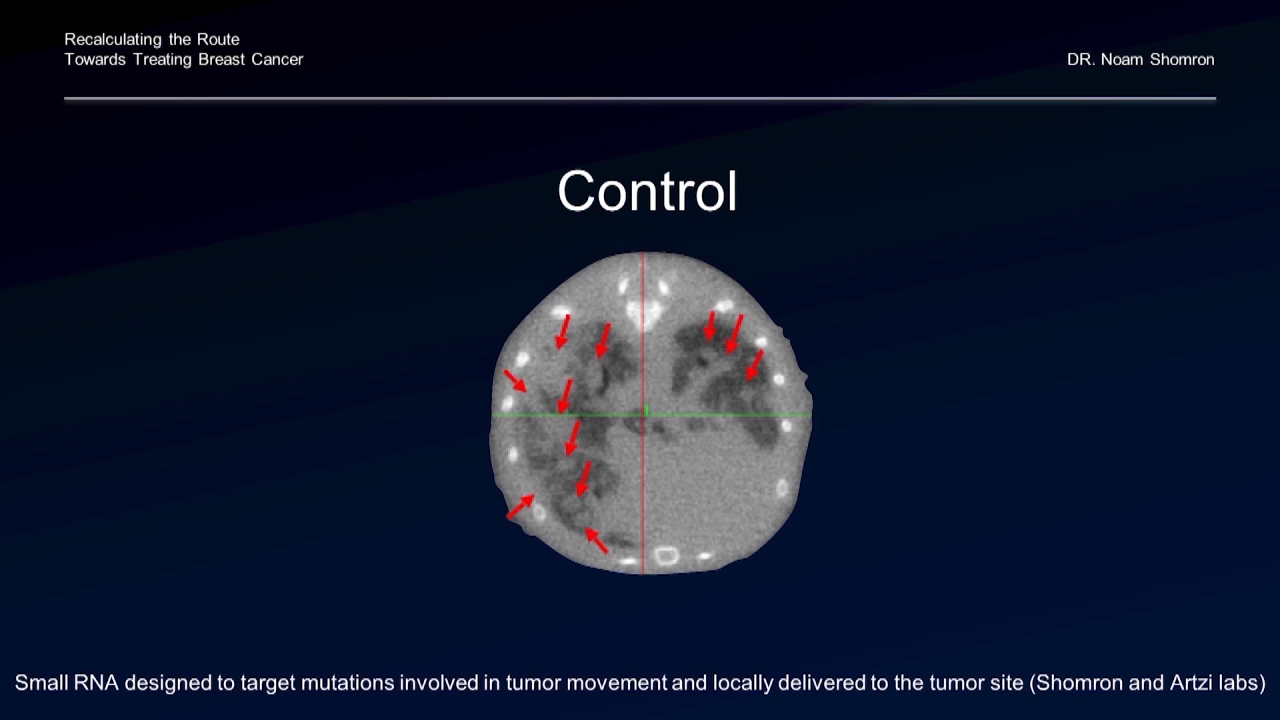 Recalculating the Route
Towards Treating Breast Cancer
DR. Noam Shomron
Control
Small RNA designed to target mutations involved in tumor movement and locally delivered to the tumor site (Shomron and Artzi labs)